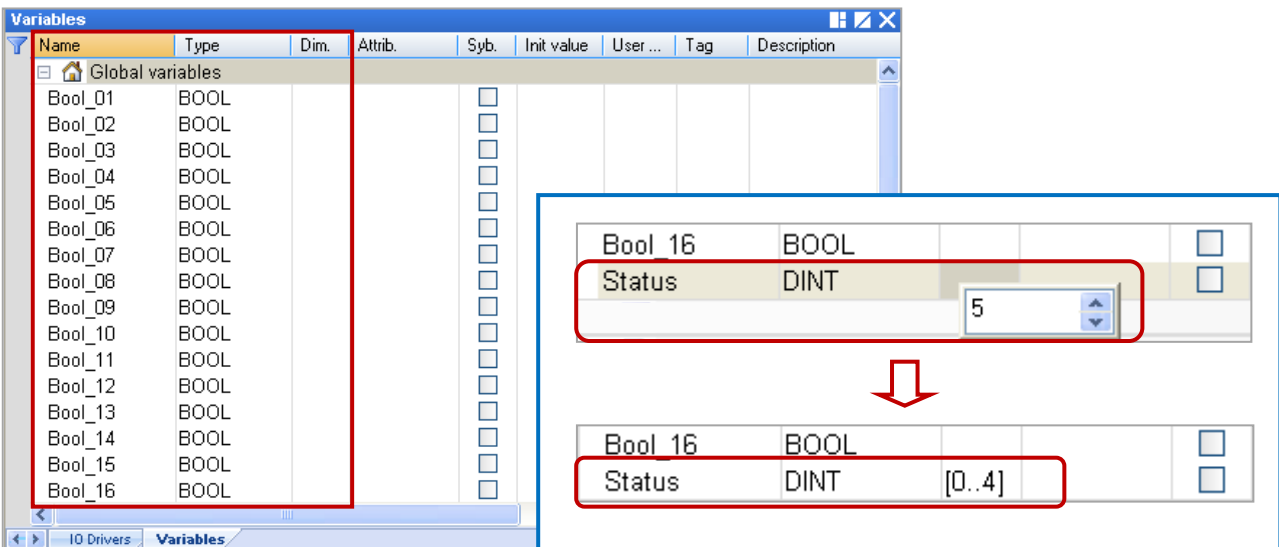 Variables
Name Type Dim. Attrib. Syb. Init value User ... Tag Description
Global variables
Bool_01 BOOL
Bool_02 BOOL
Bool_03 BOOL
Bool_04 BOOL
Bool_05 BOOL
Bool_06 BOOL
Bool_07 BOOL
Bool_08 BOOL
Bool_09 BOOL
Bool_10 BOOL
Bool_11 BOOL
Bool_12 BOOL
Bool_13 BOOL
Bool_14 BOOL
Bool_15 BOOL
Bool_16 BOOL
IO Drivers Variables
Bool_16 BOOL
Status DINT
5
Bool_16 BOOL
Status DINT [0..4]